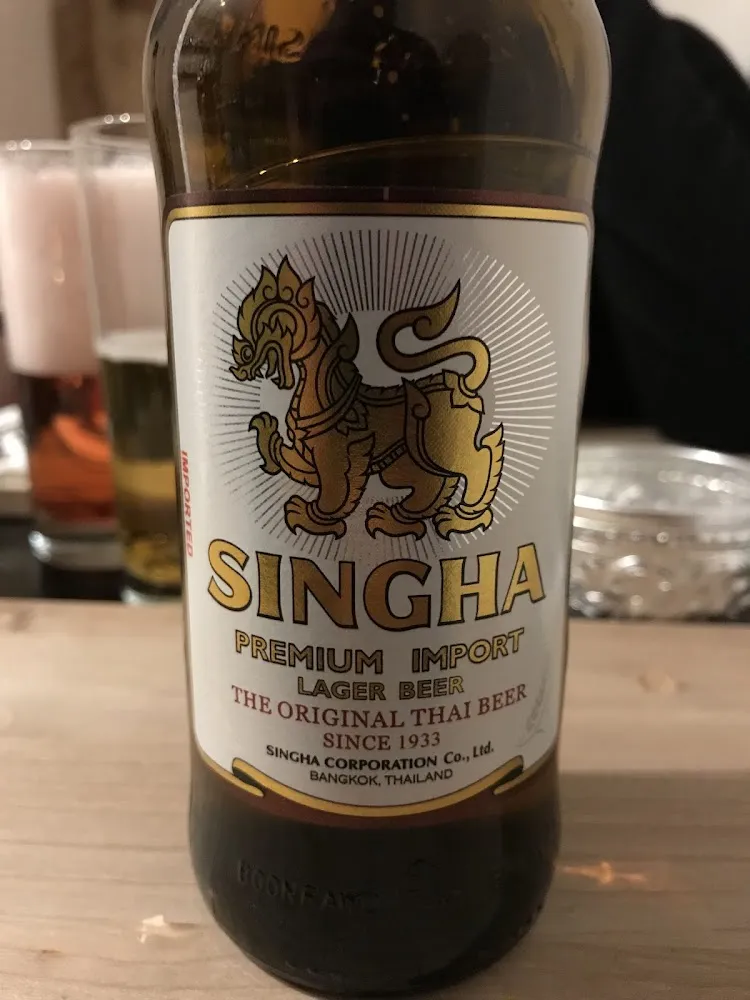 IMPORTED
SINGHA
PREMIUM IMPORT
LAGER BEER
THE ORIGINAL THAI BEER
SINCE 1933
SINGHA CORPORATION Co., Ltd.
BANGKOK, THAILAND